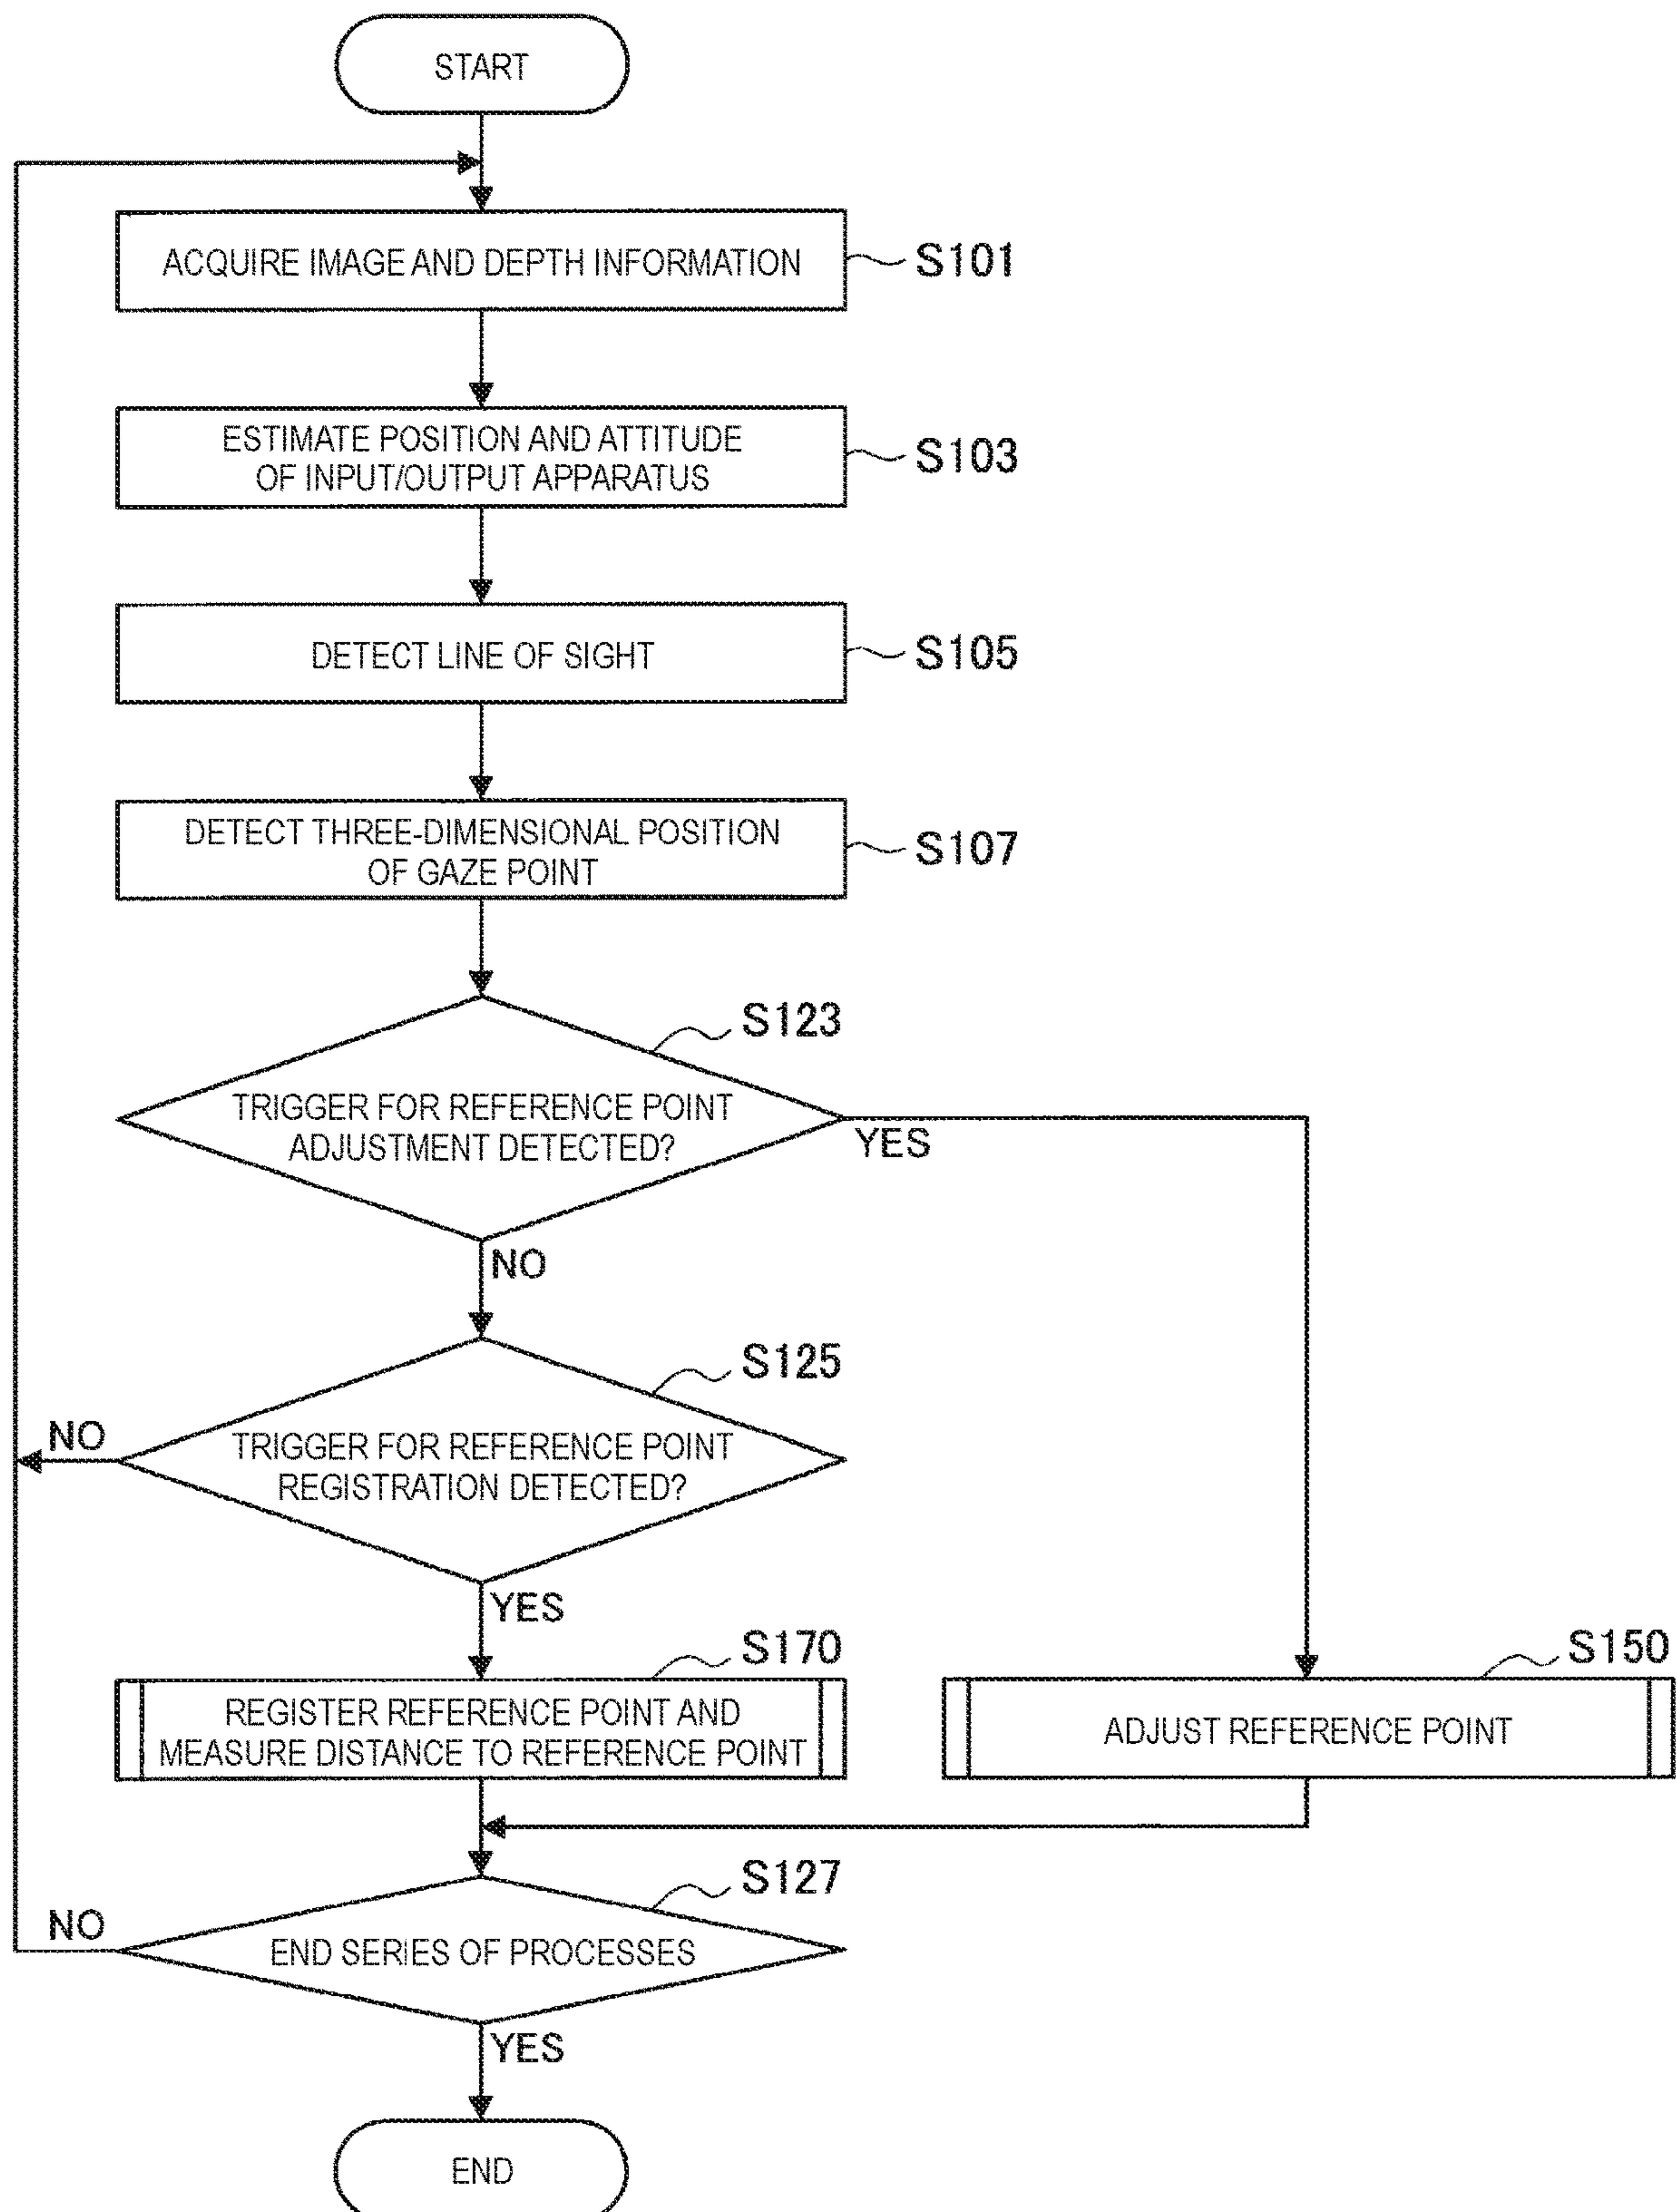 START
ACQUIRE IMAGE AND DEPTH INFORMATION
S101
ESTIMATE POSITION AND ATTITUDE
OF INPUT/OUTPUT APPARATUS
S103
DETECT LINE OF SIGHT
S105
DETECT THREE-DIMENSIONAL POSITION
OF GAZE POINT
S107
S123
TRIGGER FOR REFERENCE POINT
ADJUSTMENT DETECTED?
YES
NO
S125
TRIGGER FOR REFERENCE POINT
REGISTRATION DETECTED?
NO
YES
S170
REGISTER REFERENCE POINT AND
MEASURE DISTANCE TO REFERENCE POINT
S150
ADJUST REFERENCE POINT
S127
END SERIES OF PROCESSES
NO
YES
END